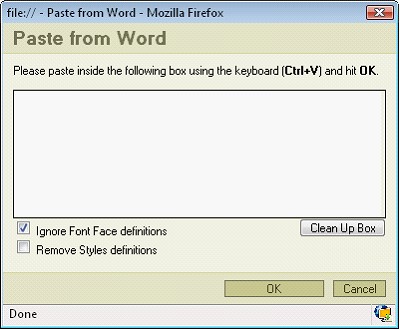 file:// - Paste from Word - Mozilla Firefox
Paste from Word
Please paste inside the following box using the keyboard (Ctrl+V) and hit OK.
Ignore Font Face definitions
Clean Up Box
Remove Styles definitions
OK
Cancel
Done